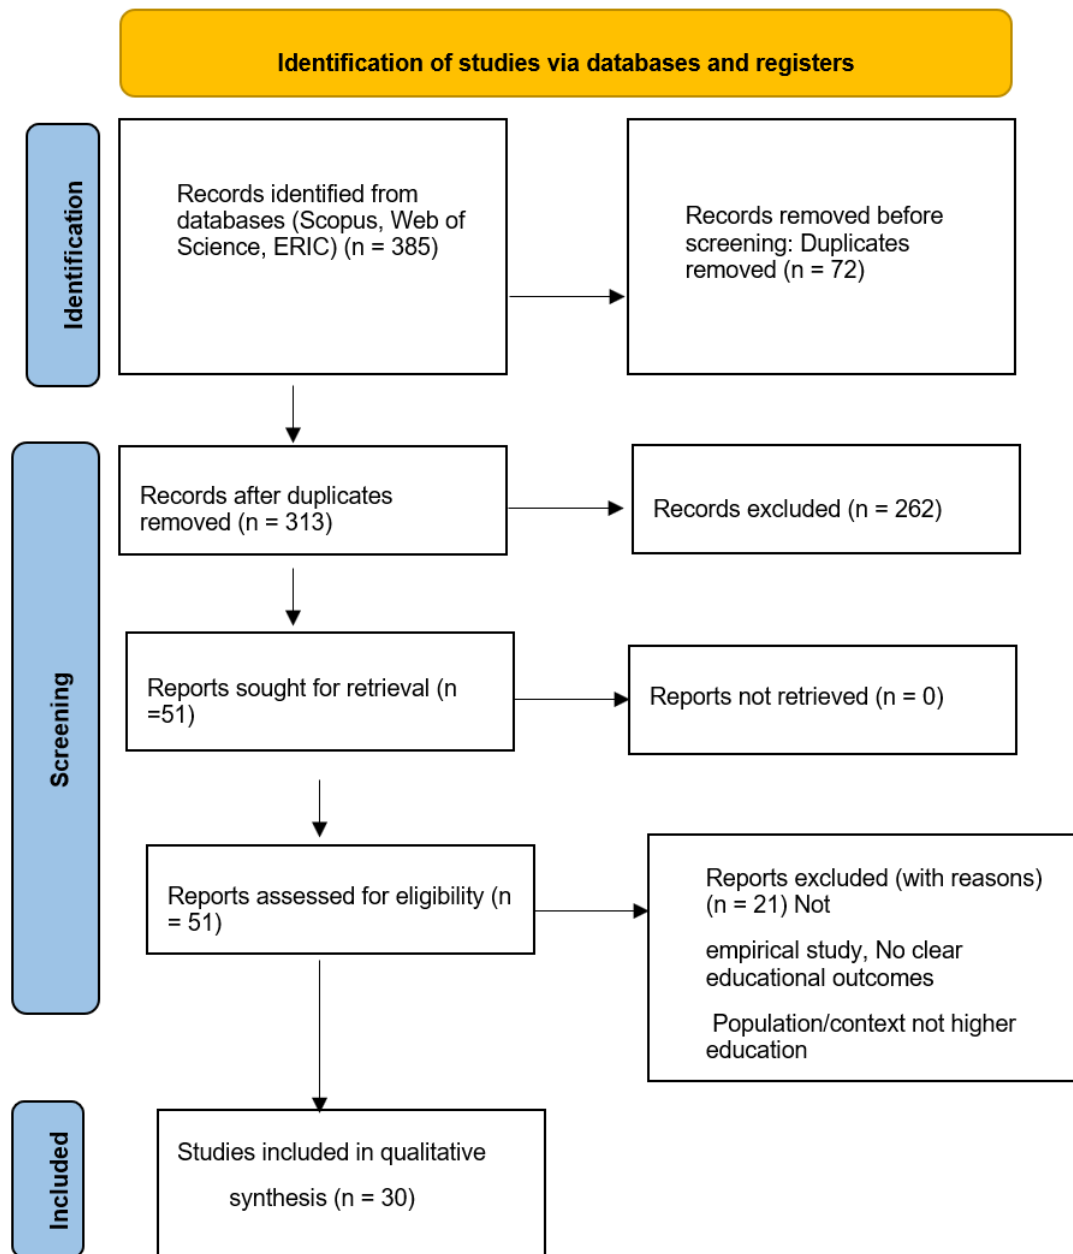 Identification of studies via databases and registers
Identification
Records identified from
databases (Scopus, Web of
Science, ERIC) (n = 385)
Records removed before
screening: Duplicates
removed (n = 72)
Screening
Records after duplicates
removed (n = 313)
Records excluded (n = 262)
Reports sought for retrieval (n
=51)
Reports not retrieved (n = 0)
Reports assessed for eligibility (n
= 51)
Reports excluded (with reasons)
(n = 21) Not
empirical study, No clear
educational outcomes
Population/context not higher
education
Included
Studies included in qualitative
synthesis (n = 30)